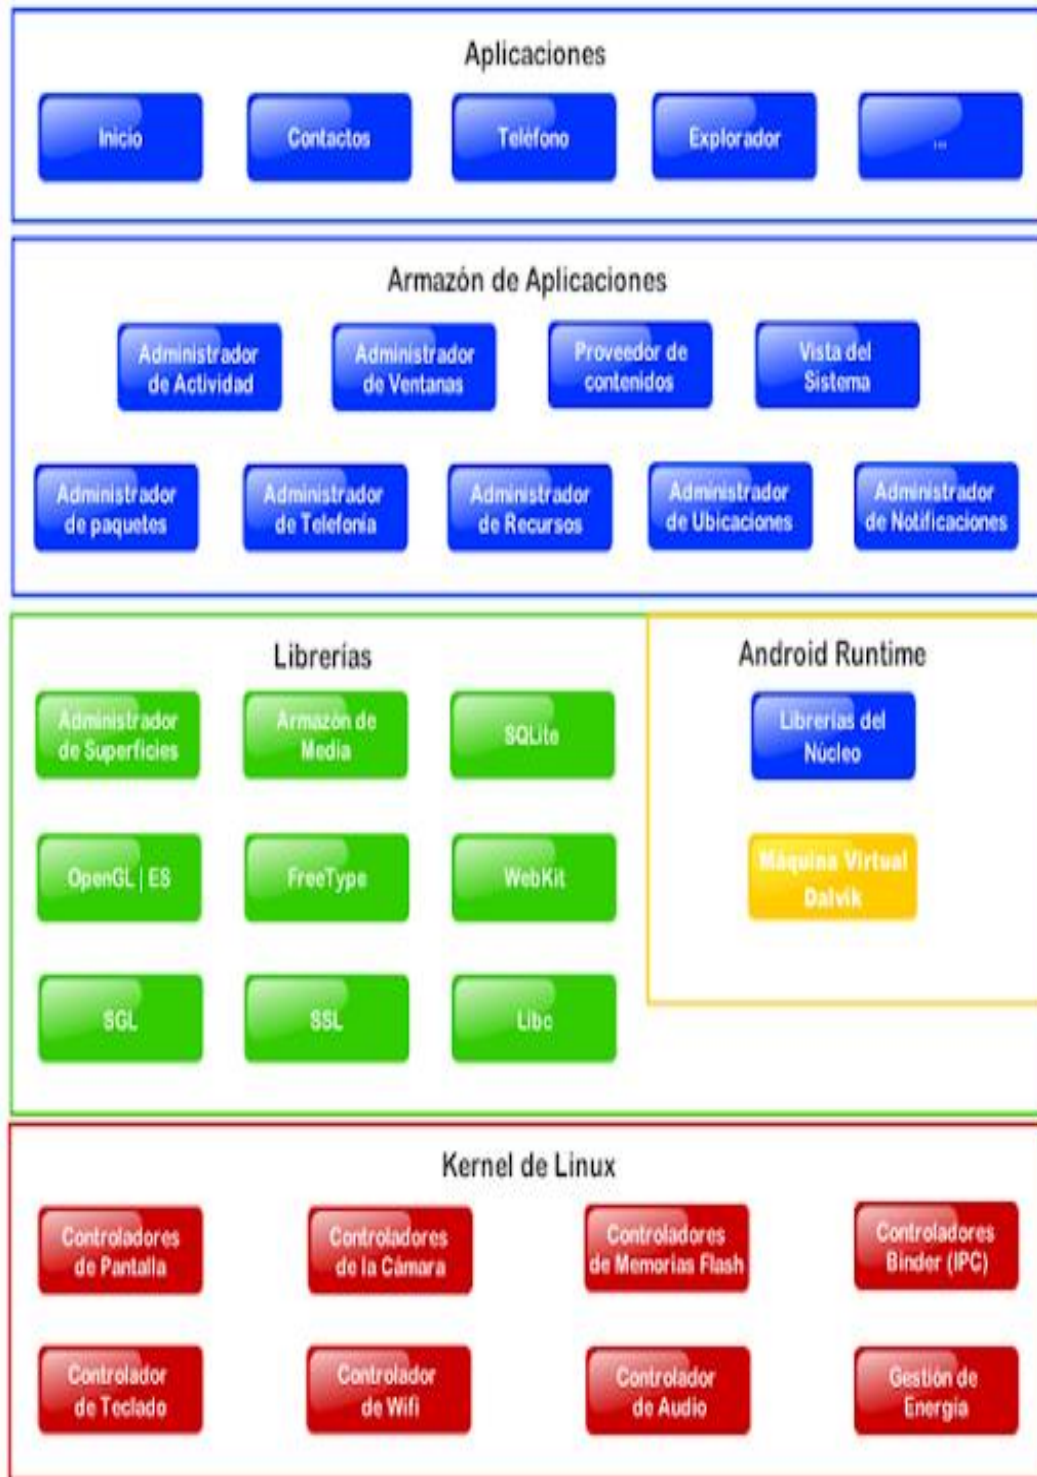 Aplicaciones
Inicio
Contactos
Teléfono
Explorador
...
Armazón de Aplicaciones
Administrador
de Actividad
Administrador
de Ventanas
Proveedor de
contenidos
Vista del
Sistema
Administrador
de paquetes
Administrador
de Telefonía
Administrador
de Recursos
Administrador
de Ubicaciones
Administrador
de Notificaciones
Librerías
Administrador
de Superficies
Armazón de
Media
SQLite
OpenGL | ES
FreeType
WebKit
SGL
SSL
Libc
Android Runtime
Librerías del
Núcleo
Máquina Virtual
Dalvik
Kernel de Linux
Controladores
de Pantalla
Controladores
de la Cámara
Controladores
de Memorias Flash
Controladores
Binder (IPC)
Controlador
de Teclado
Controlador
de Wifi
Controlador
de Audio
Gestión de
Energía